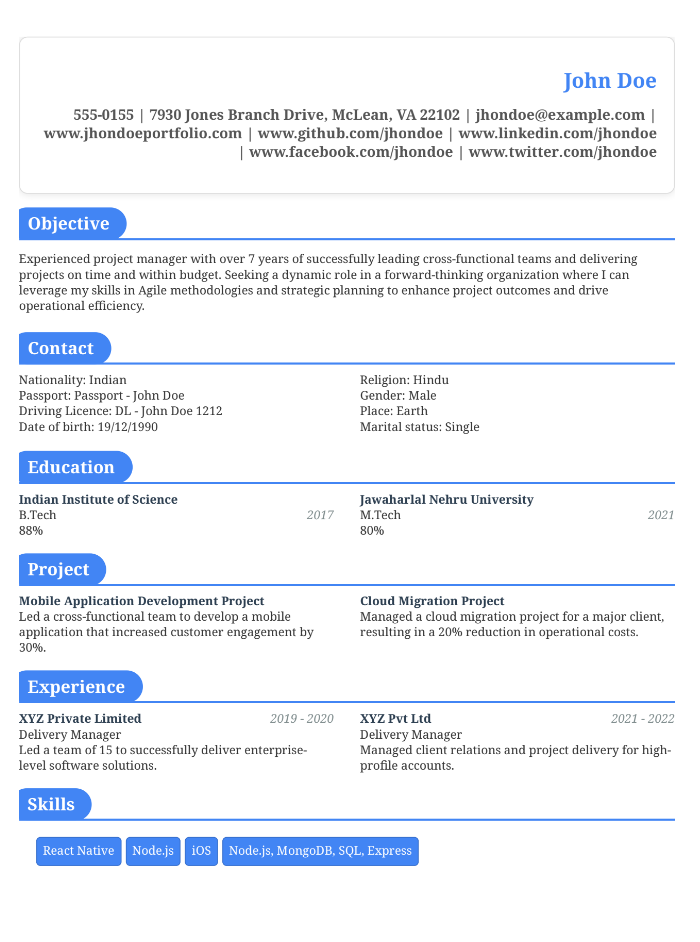 John Doe
555-0155 | 7930 Jones Branch Drive, McLean, VA 22102 | jhondoe@example.com |
www.jhondoeportfolio.com | www.github.com/jhondoe | www.linkedin.com/jhondoe
| www.facebook.com/jhondoe | www.twitter.com/jhondoe
Objective
Experienced project manager with over 7 years of successfully leading cross-functional teams and delivering
projects on time and within budget. Seeking a dynamic role in a forward-thinking organization where I can
leverage my skills in Agile methodologies and strategic planning to enhance project outcomes and drive
operational efficiency.
Contact
Nationality: Indian
Passport: Passport - John Doe
Driving Licence: DL - John Doe 1212
Date of birth: 19/12/1990
Religion: Hindu
Gender: Male
Place: Earth
Marital status: Single
Education
Indian Institute of Science
B.Tech 2017
88%
Jawaharlal Nehru University
M.Tech 2021
80%
Project
Mobile Application Development Project
Led a cross-functional team to develop a mobile
application that increased customer engagement by
30%.
Cloud Migration Project
Managed a cloud migration project for a major client,
resulting in a 20% reduction in operational costs.
Experience
XYZ Private Limited 2019 - 2020
Delivery Manager
Led a team of 15 to successfully deliver enterprise-
level software solutions.
XYZ Pvt Ltd 2021 - 2022
Delivery Manager
Managed client relations and project delivery for high-
profile accounts.
Skills
React Native Node.js iOS Node.js, MongoDB, SQL, Express